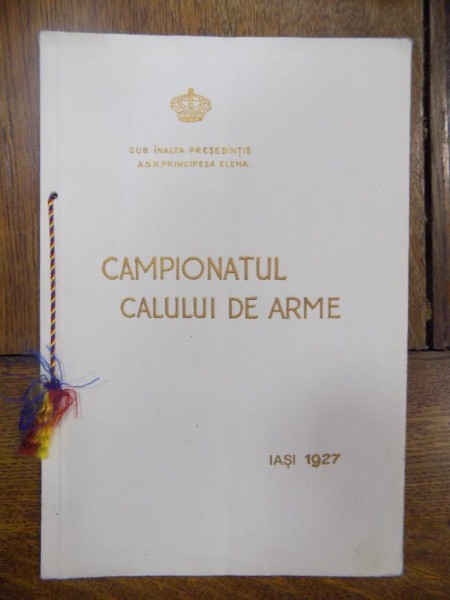 SUB ÎNALTA PREȘEDINȚIE
A.S.R. PRINCIPESA ELENA.
CAMPIONATUL
CALULUI DE ARME
IAȘI 1927